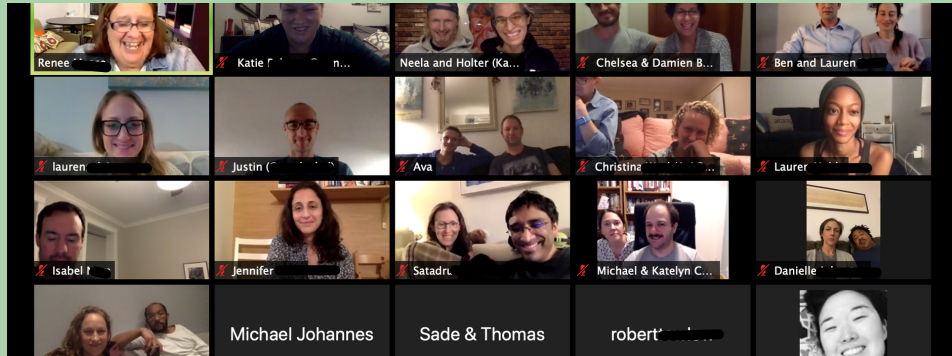 Renee
Katie
Neela and Holter (Ka...
Chelsea & Damien B...
Ben and Lauren
lauren
Justin (
Ava
Christina
Lauren
Isabel
Jennifer
Satadru
Michael & Katelyn C...
Danielle
Michael Johannes
Sade & Thomas
robert